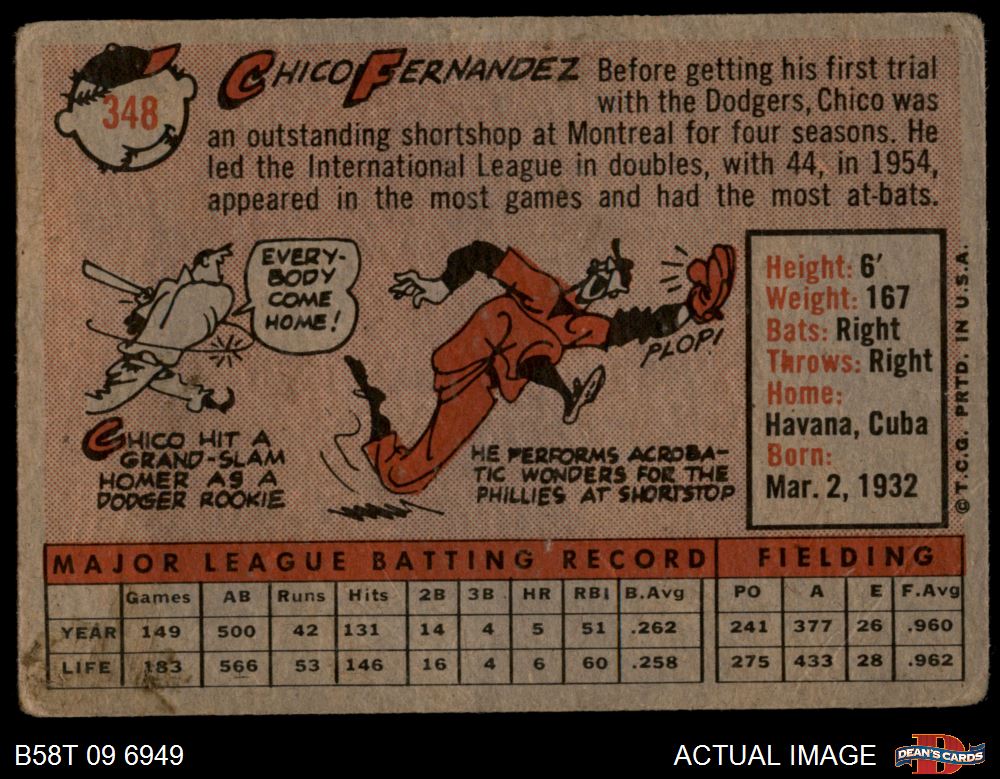 348
CHICO FERNANDEZ Before getting his first trial
with the Dodgers, Chico was
an outstanding shortshop at Montreal for four seasons. He
led the International League in doubles, with 44, in 1954,
appeared in the most games and had the most at-bats.
EVERY-
BODY
COME
HOME!
PLOP!
CHICO HIT A
GRAND-SLAM
HOMER AS A
DODGER ROOKIE
HE PERFORMS ACROBA-
TIC WONDERS FOR THE
PHILLIES AT SHORTSTOP
Height: 6'
Weight: 167
Bats: Right
Throws: Right
Home:
Havana, Cuba
Born:
Mar. 2, 1932
© T.C.G. PRTD. IN U.S.A.
MAJOR LEAGUE BATTING RECORD FIELDING
Games AB Runs Hits 2B 3B HR RBI B.Avg PO A E F.Avg
YEAR 149 500 42 131 14 4 5 51 .262 241 377 26 .960
LIFE 183 566 53 146 16 4 6 60 .258 275 433 28 .962
B58T 09 6949
ACTUAL IMAGE
DEAN'S CARDS